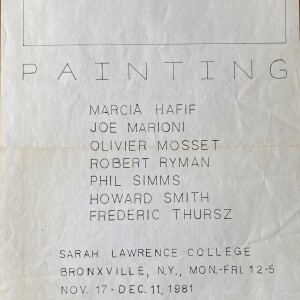 PAINTING
MARCIA HAFIF
JOE MARIONI
OLIVIER MOSSET
ROBERT RYMAN
PHIL SIMMS
HOWARD SMITH
FREDERIC THURSZ
SARAH LAWRENCE COLLEGE
BRONXVILLE, N.Y., MON.-FRI. 12-5
NOV. 17 - DEC. 11, 1981